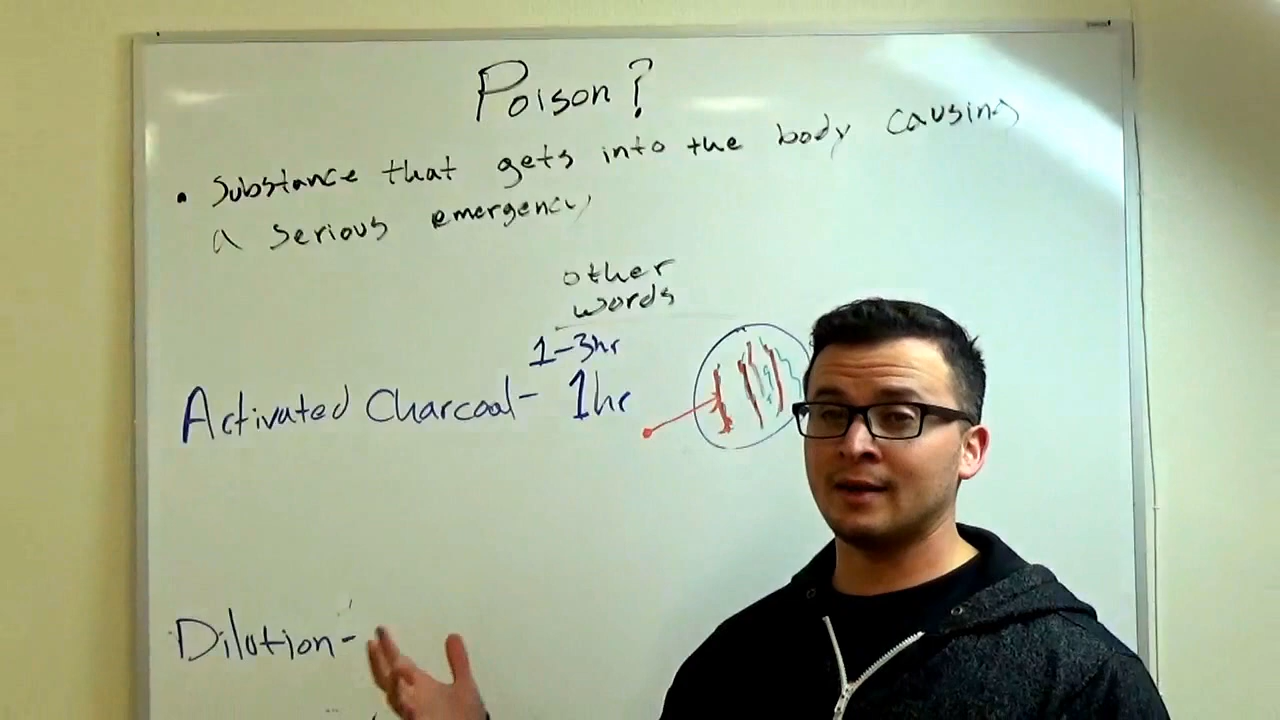 Poison?
• Substance that gets into the body causing
a serious emergency
other
words
1-3hr
Activated Charcoal- 1hr
Dilution-